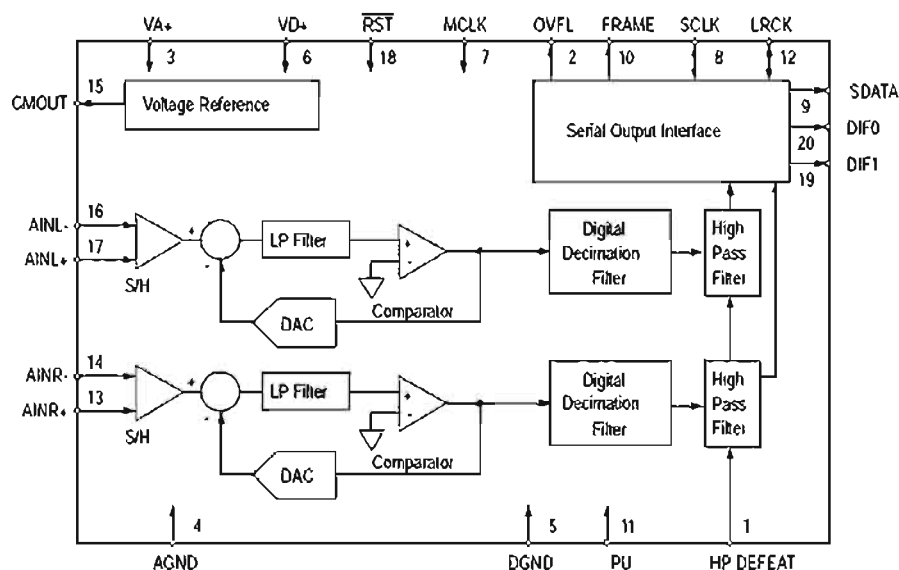 VA+ VD+ RST MCLK OVFL FRAME SCLK LRCK
3 6 18 7 2 10 8 12
CMOUT 15 Voltage Reference
Serial Output Interface
SDATA
9
DIF0
20
DIF1
19
AINL- 16
AINL+ 17
S/H
+
-
LP Filter
+
-
Comparator
DAC
Digital
Decimation
Filter
High
Pass
Filter
AINR- 14
AINR+ 13
S/H
+
-
LP Filter
+
-
Comparator
DAC
Digital
Decimation
Filter
High
Pass
Filter
4 5 11 1
AGND DGND PU HP DEFEAT